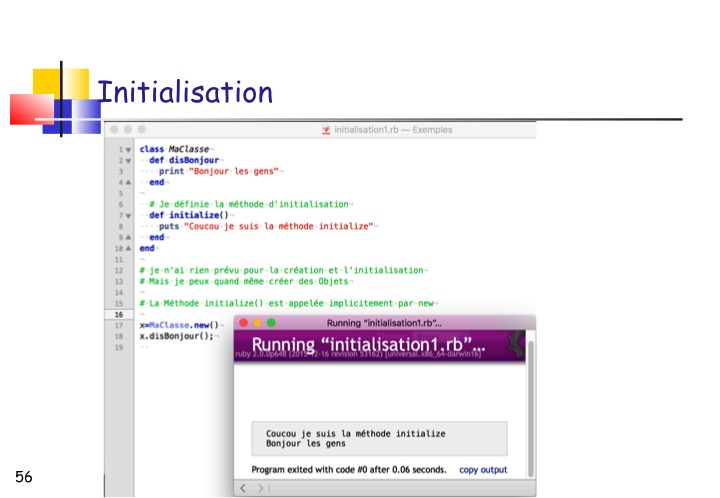 Initialisation
initialisation1.rb — Exemples
1 class MaClasse
2 def disBonjour
3 print "Bonjour les gens"
4 end
5
6 # Je définie la méthode d'initialisation
7 def initialize()
8 puts "Coucou je suis la méthode initialize"
9 end
10 end
11
12 # je n'ai rien prévu pour la création et l'initialisation
13 # Mais je peux quand même créer des Objets
14
15 # La Méthode initialize() est appelée implicitement par new
16
17 x=MaClasse.new()
18 x.disBonjour();
19
Running "initialisation1.rb"...
Running “initialisation1.rb”...
ruby 2.0.0p648 (2015-12-16 revision 53162) [universal.x86_64-darwin16]
Coucou je suis la méthode initialize
Bonjour les gens
Program exited with code #0 after 0.06 seconds. copy output
56